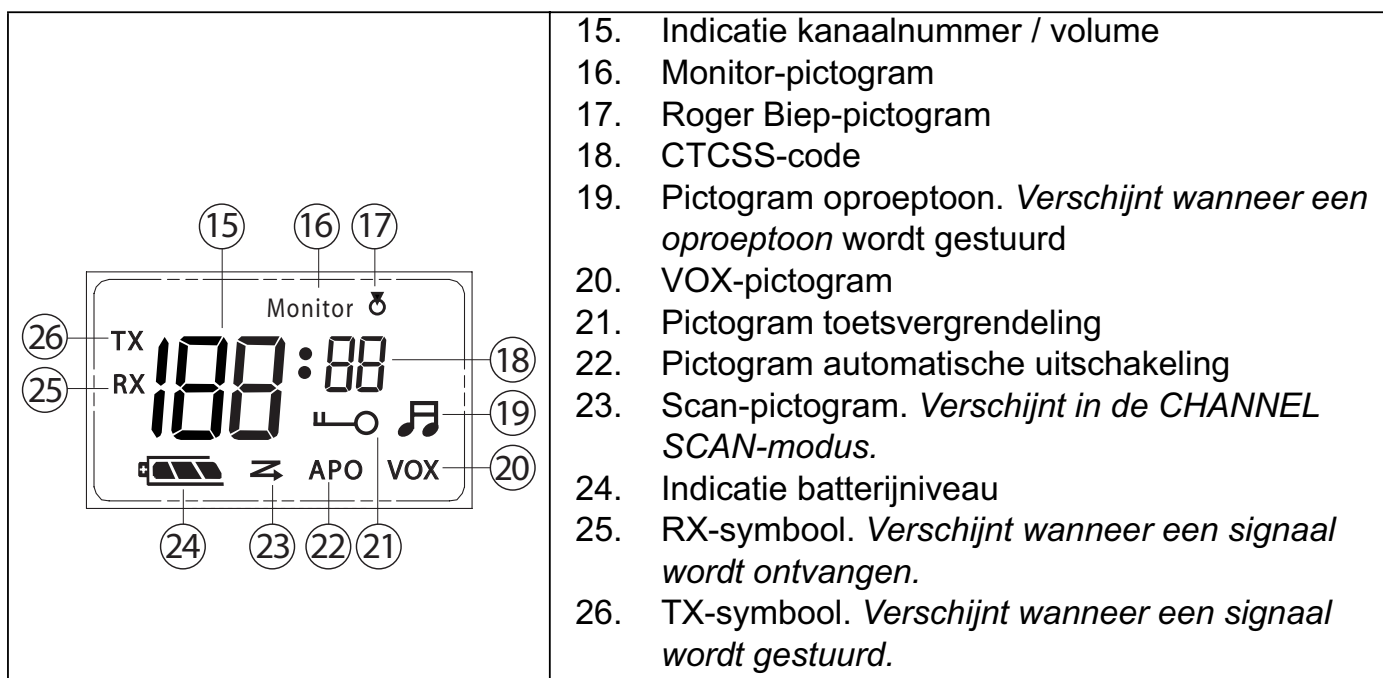 15 16 17
Monitor
26 TX 188:88 18
25 RX
19
APO VOX 20
24 23 22 21
15. Indicatie kanaalnummer / volume
16. Monitor-pictogram
17. Roger Biep-pictogram
18. CTCSS-code
19. Pictogram oproeptoon. Verschijnt wanneer een
oproeptoon wordt gestuurd
20. VOX-pictogram
21. Pictogram toetsvergrendeling
22. Pictogram automatische uitschakeling
23. Scan-pictogram. Verschijnt in de CHANNEL
SCAN-modus.
24. Indicatie batterijniveau
25. RX-symbool. Verschijnt wanneer een signaal
wordt ontvangen.
26. TX-symbool. Verschijnt wanneer een signaal
wordt gestuurd.